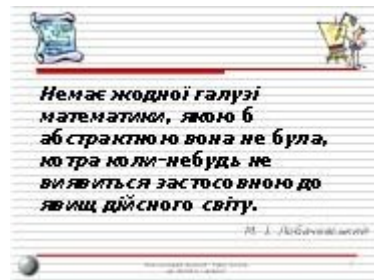 Немає жодної галузі
математики, якою б
абстрактною вона не була,
котра коли-небудь не
виявиться застосовною до
явищ дійсного світу.
М. І. Лобачевський